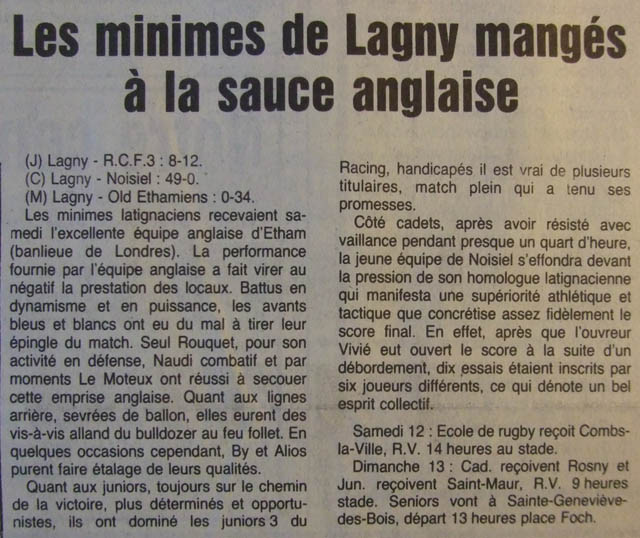 Les minimes de Lagny mangés
à la sauce anglaise
(J) Lagny - R.C.F.3 : 8-12.
(C) Lagny - Noisiel : 49-0.
(M) Lagny - Old Ethamiens : 0-34.
Les minimes latignaciens recevaient sa-
medi l'excellente équipe anglaise d'Etham
(banlieue de Londres). La performance
fournie par l'équipe anglaise a fait virer au
négatif la prestation des locaux. Battus en
dynamisme et en puissance, les avants
bleus et blancs ont eu du mal à tirer leur
épingle du match. Seul Rouquet, pour son
activité en défense, Naudi combatif et par
moments Le Moteux ont réussi à secouer
cette emprise anglaise. Quant aux lignes
arrière, sevrées de ballon, elles eurent des
vis-à-vis alland du bulldozer au feu follet. En
quelques occasions cependant, By et Alios
purent faire étalage de leurs qualités.
Quant aux juniors, toujours sur le chemin
de la victoire, plus déterminés et opportu-
nistes, ils ont dominé les juniors 3 du
Racing, handicapés il est vrai de plusieurs
titulaires, match plein qui a tenu ses
promesses.
Côté cadets, après avoir résisté avec
vaillance pendant presque un quart d'heure,
la jeune équipe de Noisiel s'effondra devant
la pression de son homologue latignacienne
qui manifesta une supériorité athlétique et
tactique que concrétise assez fidèlement le
score final. En effet, après que l'ouvreur
Vivié eut ouvert le score à la suite d'un
débordement, dix essais étaient inscrits par
six joueurs différents, ce qui dénote un bel
esprit collectif.
Samedi 12 : Ecole de rugby reçoit Combs-
la-Ville, R.V. 14 heures au stade.
Dimanche 13 : Cad. reçoivent Rosny et
Jun. reçoivent Saint-Maur, R.V. 9 heures
stade. Seniors vont à Sainte-Geneviève-
des-Bois, départ 13 heures place Foch.